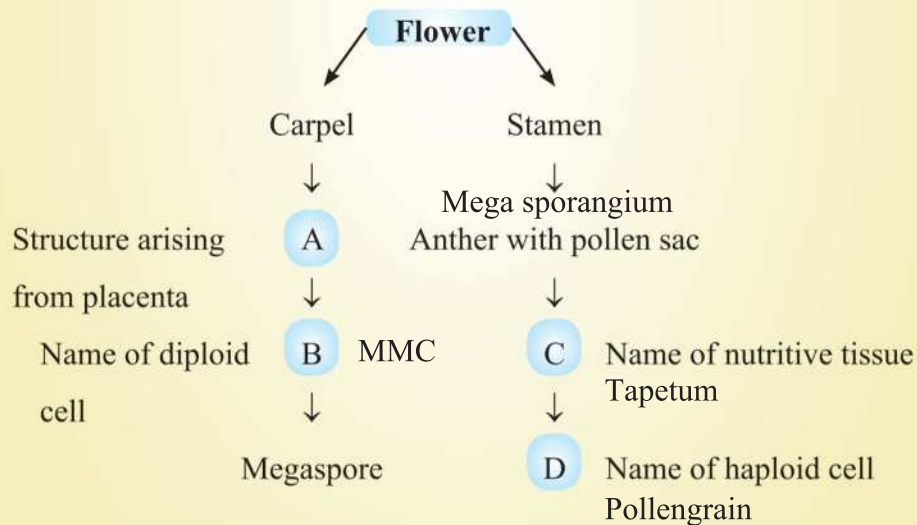 Flower
Carpel
Stamen
Mega sporangium
Structure arising
from placenta
A
Anther with pollen sac
Name of diploid
cell
B
MMC
C
Name of nutritive tissue
Tapetum
Megaspore
D
Name of haploid cell
Pollengrain